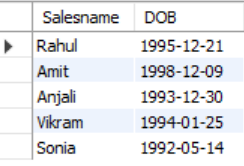 Salesname DOB
Rahul 1995-12-21
Amit 1998-12-09
Anjali 1993-12-30
Vikram 1994-01-25
Sonia 1992-05-14